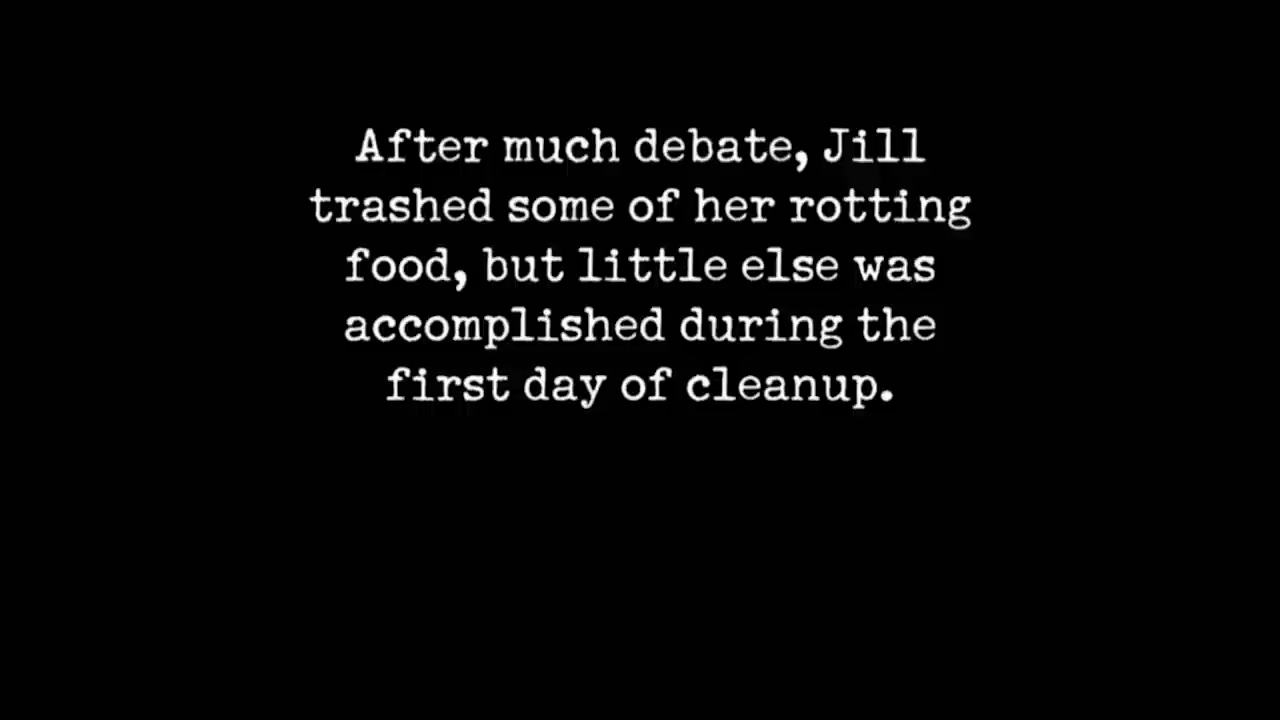 After much debate, Jill
trashed some of her rotting
food, but little else was
accomplished during the
first day of cleanup.